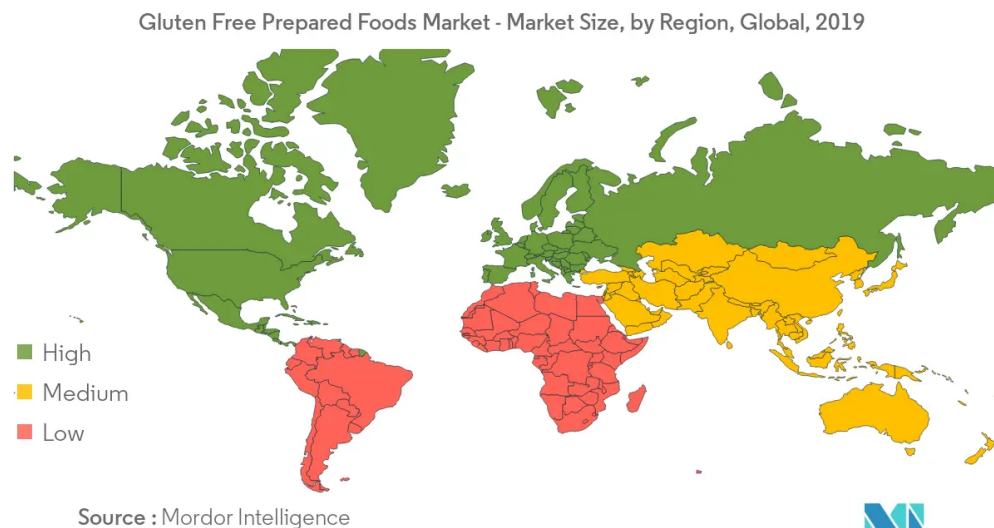 Gluten Free Prepared Foods Market - Market Size, by Region, Global, 2019
High
Medium
Low
Source : Mordor Intelligence